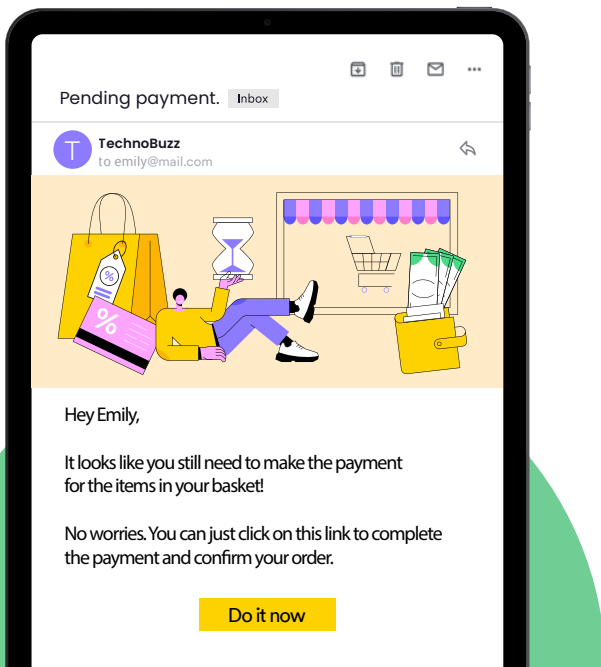 Pending payment. Inbox
T
TechnoBuzz
to emily@mail.com
%
%
Hey Emily,
It looks like you still need to make the payment
for the items in your basket!
No worries. You can just click on this link to complete
the payment and confirm your order.
Do it now